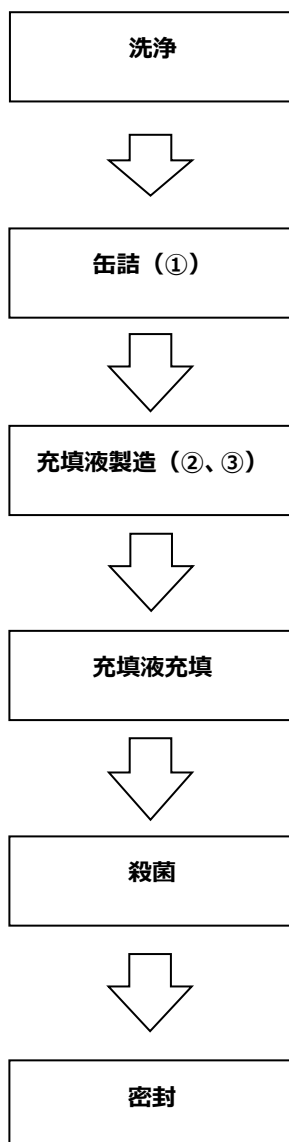 洗浄
缶詰（①）
充填液製造（②、③）
充填液充填
殺菌
密封